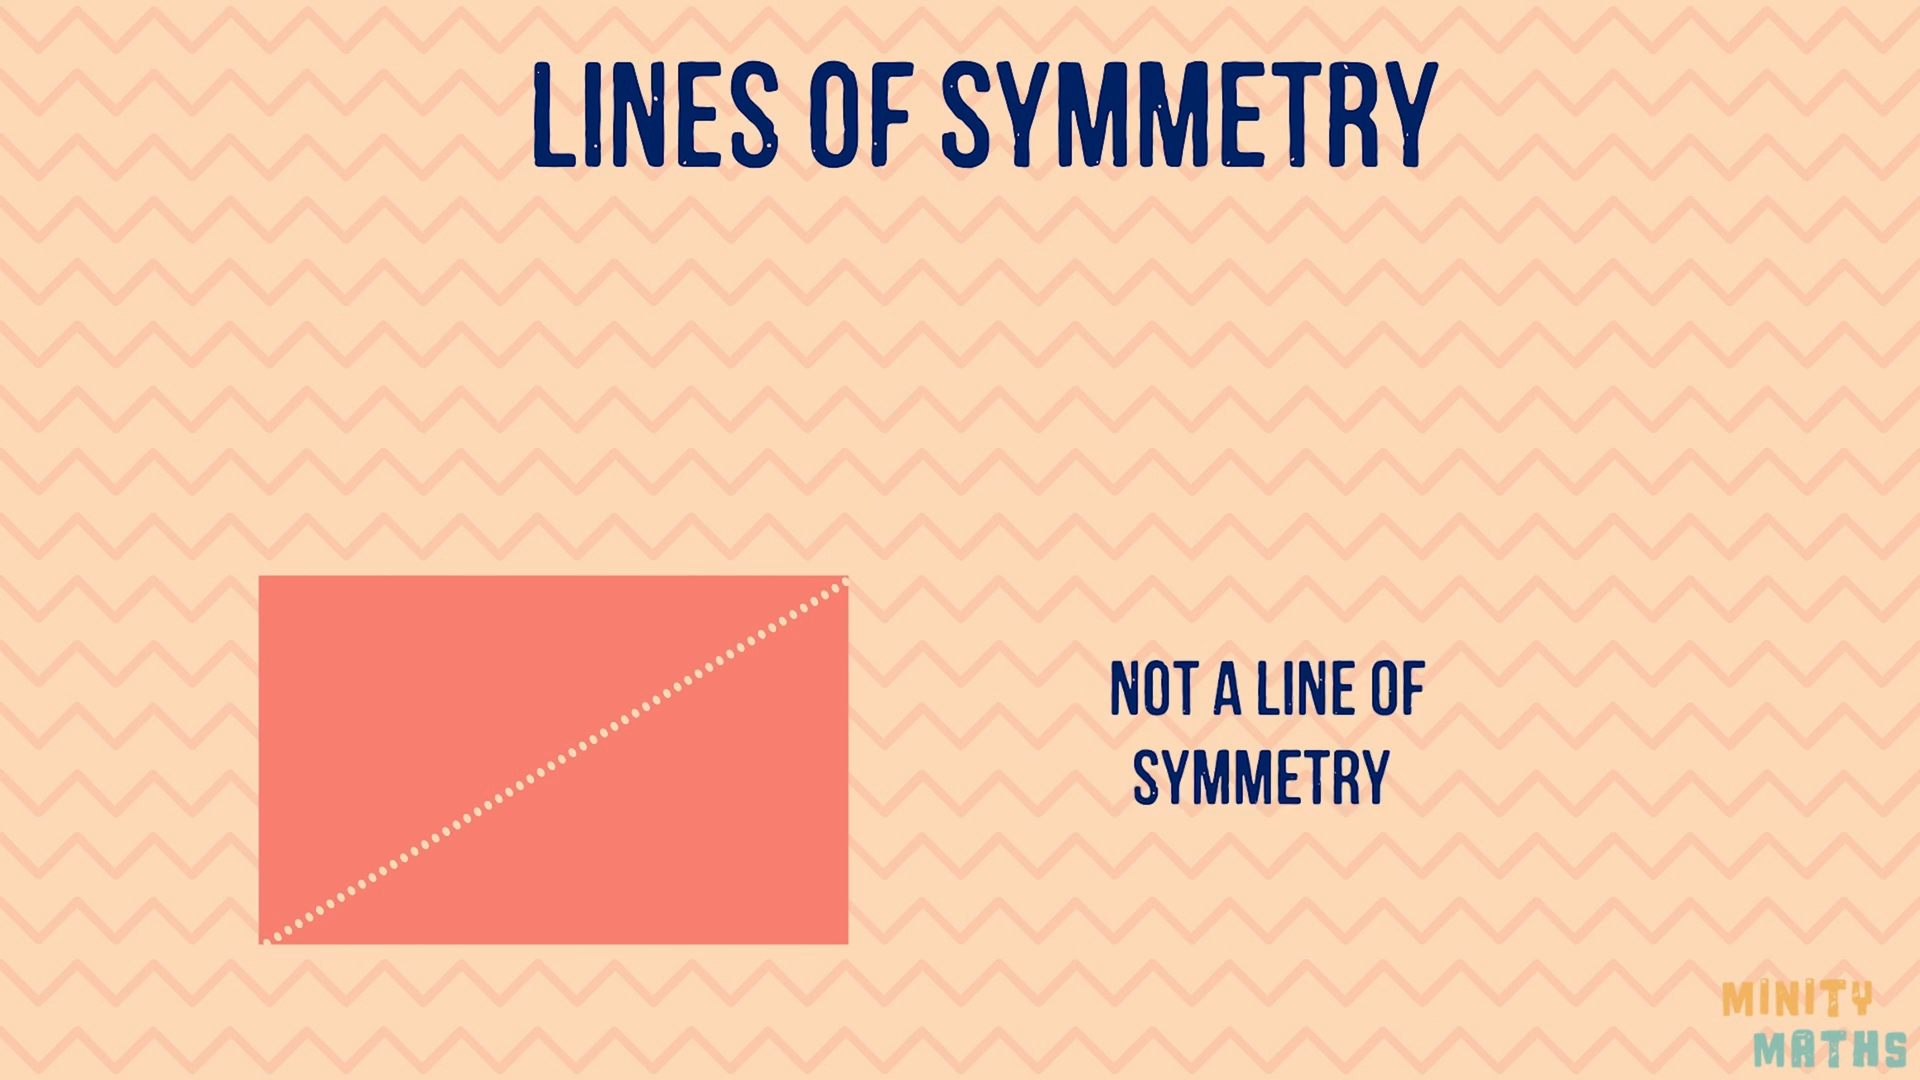 LINES OF SYMMETRY
NOT A LINE OF
SYMMETRY
MINITY
MATHS